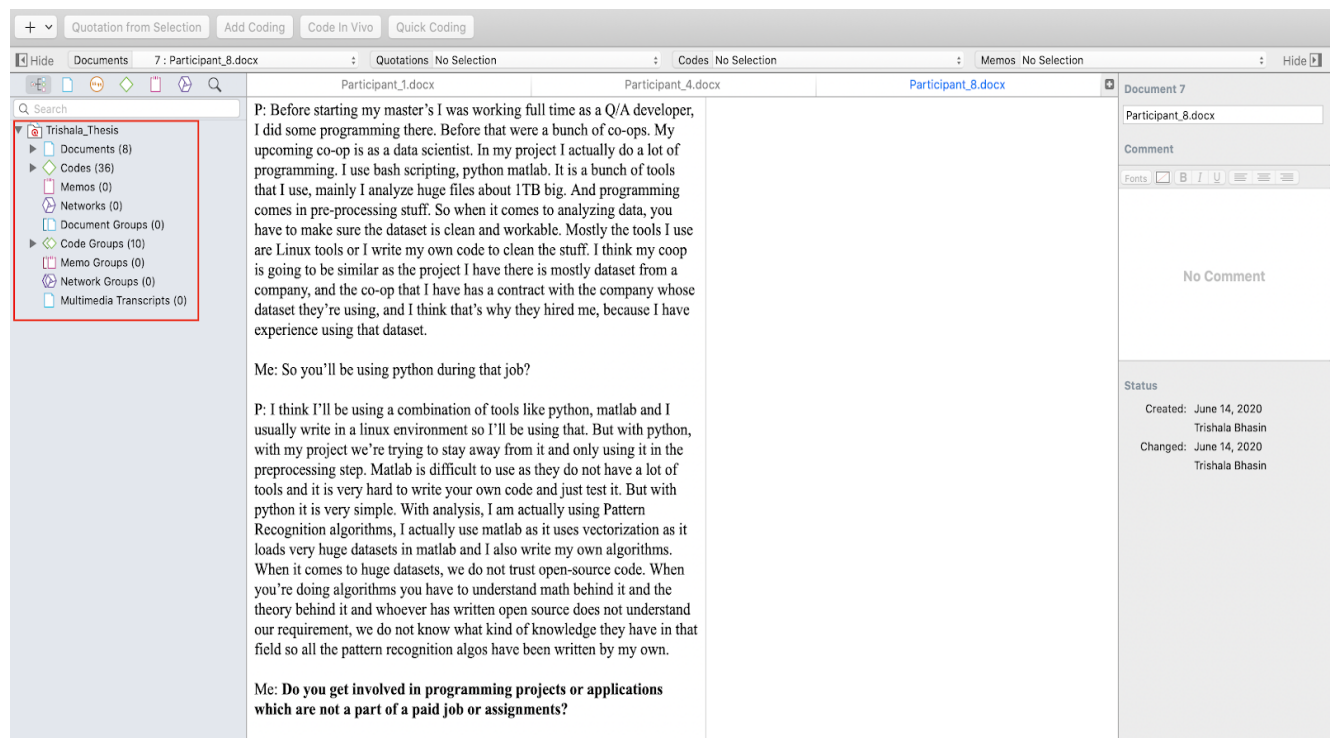 Quotation from Selection Add Coding Code In Vivo Quick Coding
Hide Documents 7 : Participant_8.docx Quotations No Selection Codes No Selection Memos No Selection Hide
Search
Trishala_Thesis
Documents (8)
Codes (36)
Memos (0)
Networks (0)
Document Groups (0)
Code Groups (10)
Memo Groups (0)
Network Groups (0)
Multimedia Transcripts (0)
Participant_1.docx Participant_4.docx Participant_8.docx
P: Before starting my master's I was working full time as a Q/A developer,
I did some programming there. Before that were a bunch of co-ops. My
upcoming co-op is as a data scientist. In my project I actually do a lot of
programming. I use bash scripting, python matlab. It is a bunch of tools
that I use, mainly I analyze huge files about 1TB big. And programming
comes in pre-processing stuff. So when it comes to analyzing data, you
have to make sure the dataset is clean and workable. Mostly the tools I use
are Linux tools or I write my own code to clean the stuff. I think my coop
is going to be similar as the project I have there is mostly dataset from a
company, and the co-op that I have has a contract with the company whose
dataset they're using, and I think that's why they hired me, because I have
experience using that dataset.
Me: So you'll be using python during that job?
P: I think I'll be using a combination of tools like python, matlab and I
usually write in a linux environment so I'll be using that. But with python,
with my project we're trying to stay away from it and only using it in the
preprocessing step. Matlab is difficult to use as they do not have a lot of
tools and it is very hard to write your own code and just test it. But with
python it is very simple. With analysis, I am actually using Pattern
Recognition algorithms, I actually use matlab as it uses vectorization as it
loads very huge datasets in matlab and I also write my own algorithms.
When it comes to huge datasets, we do not trust open-source code. When
you're doing algorithms you have to understand math behind it and the
theory behind it and whoever has written open source does not understand
our requirement, we do not know what kind of knowledge they have in that
field so all the pattern recognition algos have been written by my own.
Me: Do you get involved in programming projects or applications
which are not a part of a paid job or assignments?
Document 7
Participant_8.docx
Comment
Fonts B I U
No Comment
Status
Created: June 14, 2020
Trishala Bhasin
Changed: June 14, 2020
Trishala Bhasin